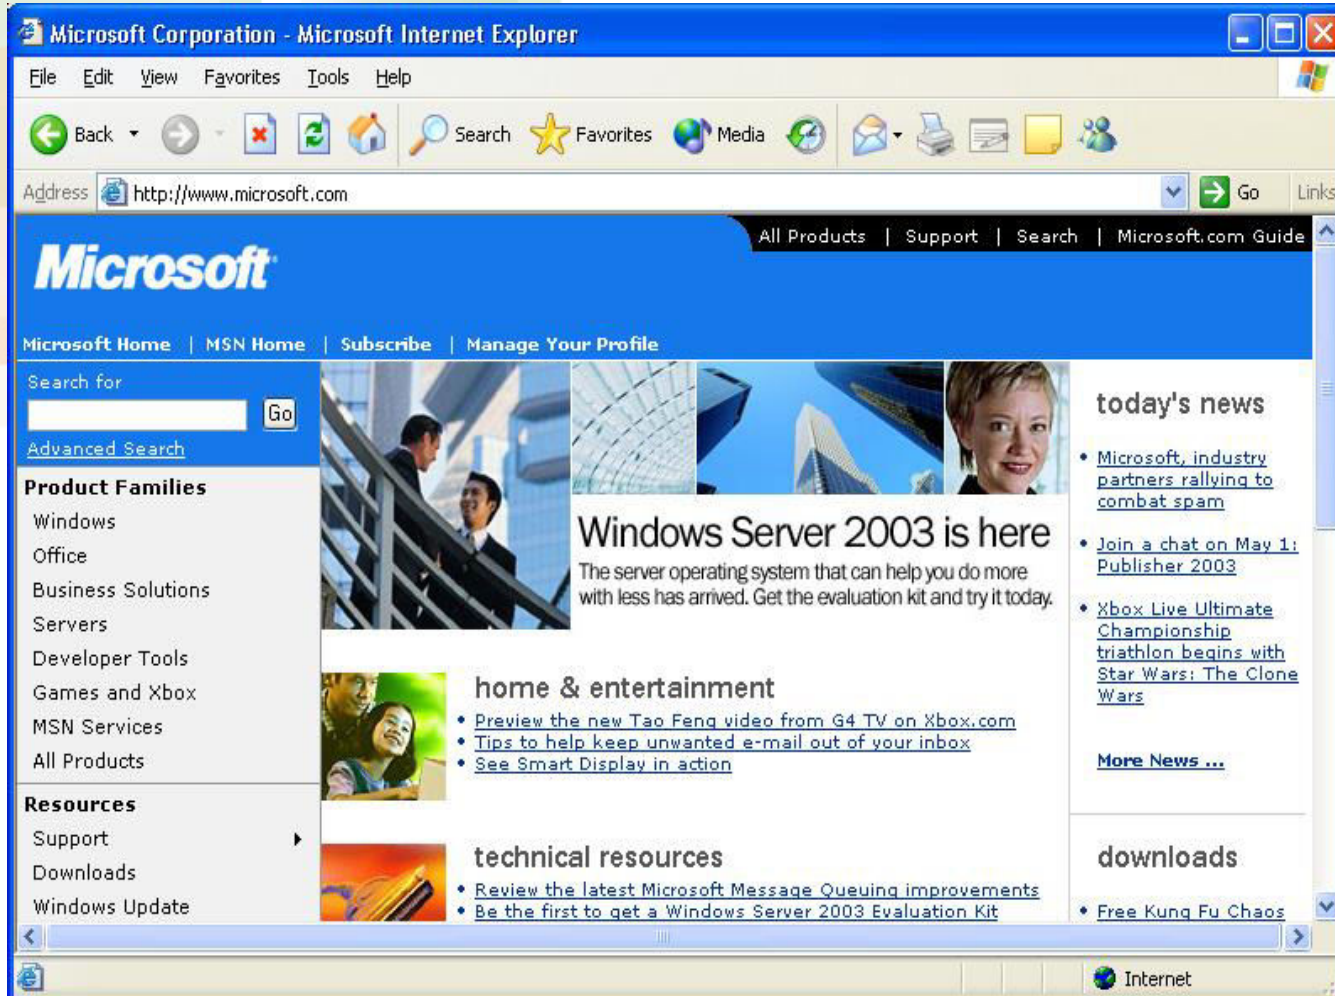 Microsoft Corporation - Microsoft Internet Explorer
File Edit View Favorites Tools Help
Back Search Favorites Media
Address http://www.microsoft.com Go Links
All Products | Support | Search | Microsoft.com Guide
Microsoft
Microsoft Home | MSN Home | Subscribe | Manage Your Profile
Search for
Go
Advanced Search
Product Families
Windows
Office
Business Solutions
Servers
Developer Tools
Games and Xbox
MSN Services
All Products
Resources
Support
Downloads
Windows Update
Windows Server 2003 is here
The server operating system that can help you do more
with less has arrived. Get the evaluation kit and try it today.
home & entertainment
• Preview the new Tao Feng video from G4 TV on Xbox.com
• Tips to help keep unwanted e-mail out of your inbox
• See Smart Display in action
technical resources
• Review the latest Microsoft Message Queuing improvements
• Be the first to get a Windows Server 2003 Evaluation Kit
today's news
• Microsoft, industry
partners rallying to
combat spam
• Join a chat on May 1:
Publisher 2003
• Xbox Live Ultimate
Championship
triathlon begins with
Star Wars: The Clone
Wars
More News ...
downloads
• Free Kung Fu Chaos
Internet